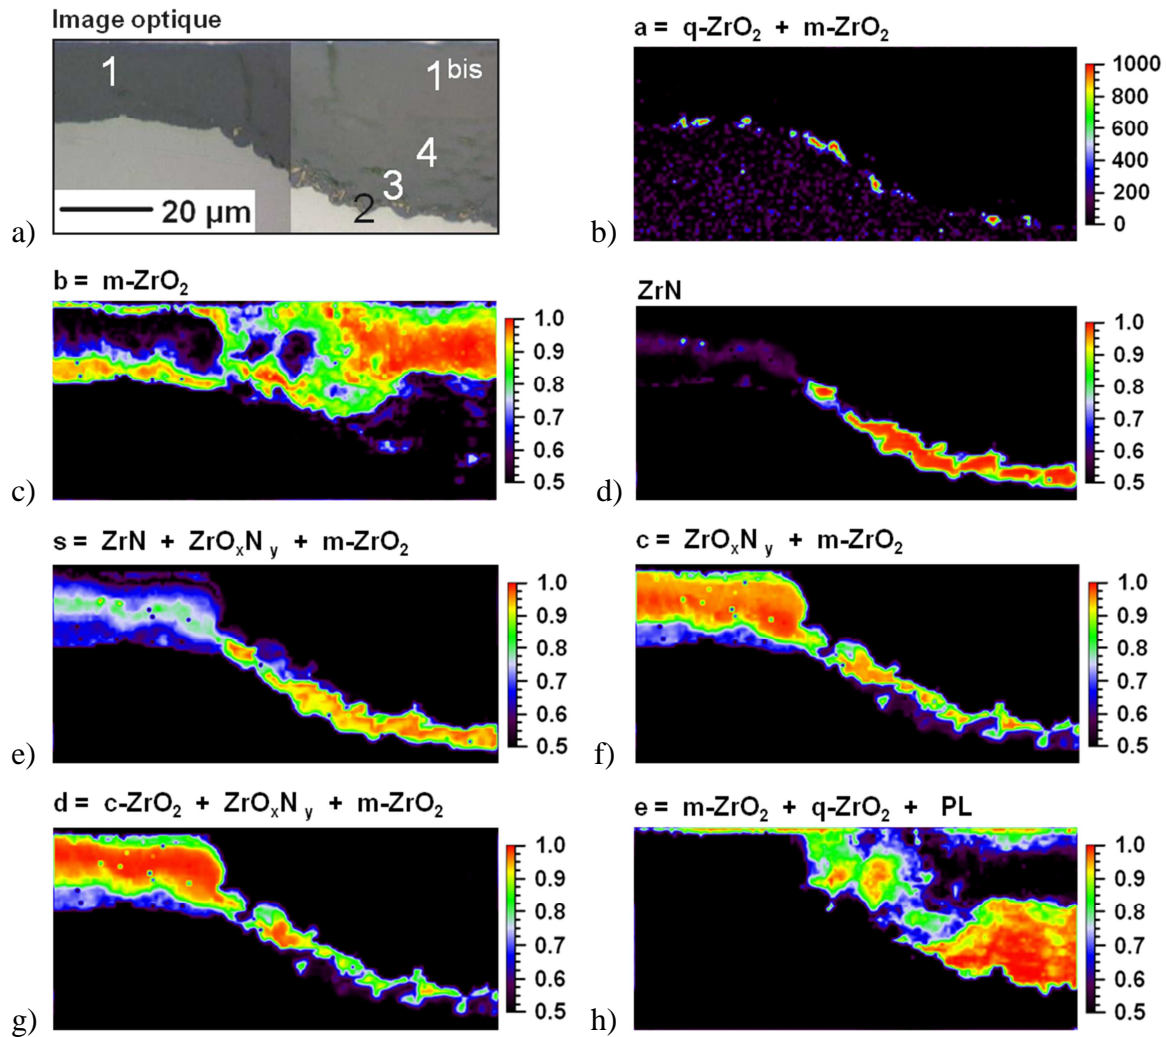 Image optique
1
1 bis
4
3
2
20 µm
a)
a = q-ZrO₂ + m-ZrO₂
1000
800
600
400
200
0
b)
b = m-ZrO₂
1.0
0.9
0.8
0.7
0.6
0.5
c)
ZrN
1.0
0.9
0.8
0.7
0.6
0.5
d)
s = ZrN + ZrOₓN y + m-ZrO₂
1.0
0.9
0.8
0.7
0.6
0.5
e)
c = ZrOₓN y + m-ZrO₂
1.0
0.9
0.8
0.7
0.6
0.5
f)
d = c-ZrO₂ + ZrOₓN y + m-ZrO₂
1.0
0.9
0.8
0.7
0.6
0.5
g)
e = m-ZrO₂ + q-ZrO₂ + PL
1.0
0.9
0.8
0.7
0.6
0.5
h)